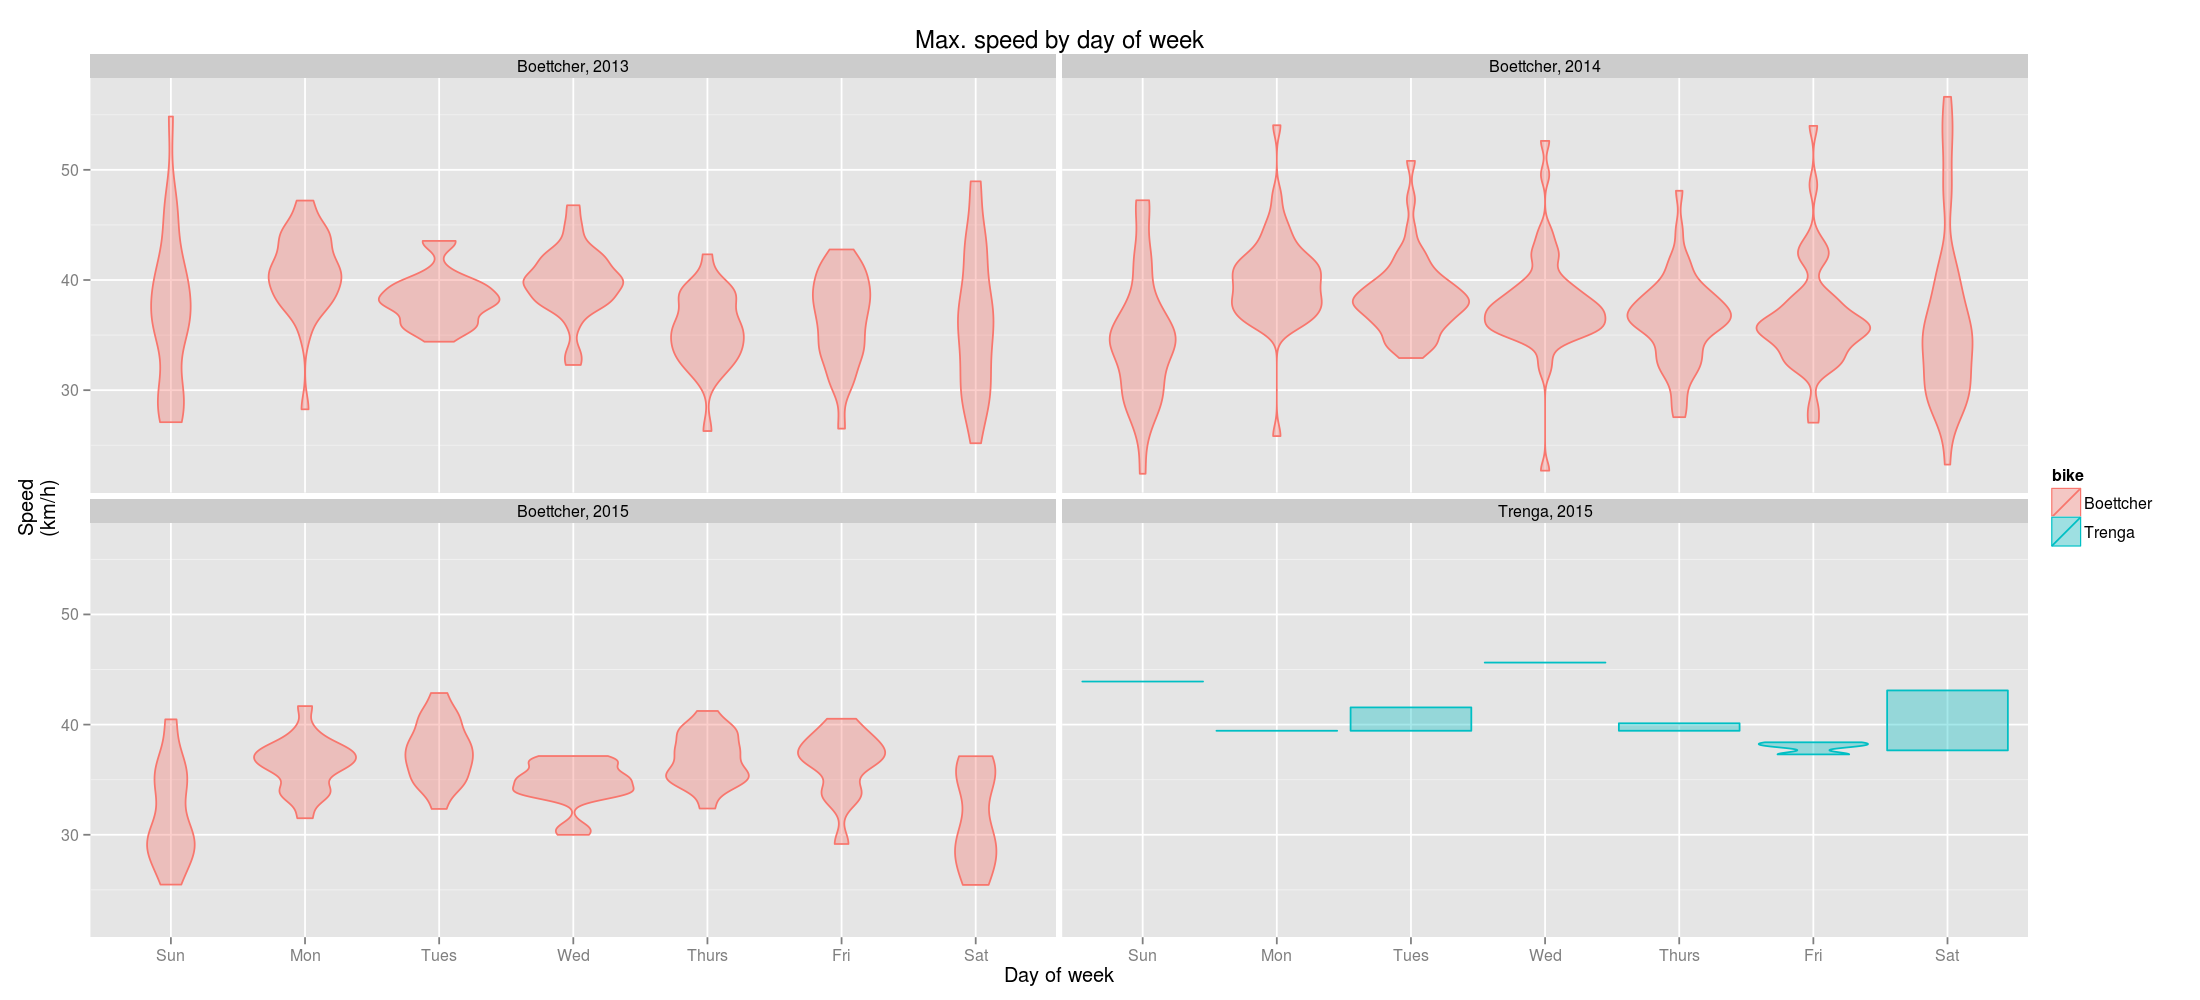 Max. speed by day of week
Boettcher, 2013
Boettcher, 2014
50
40
30
Speed
(km/h)
Boettcher, 2015
Trenga, 2015
50
40
30
Sun Mon Tues Wed Thurs Fri Sat
Sun Mon Tues Wed Thurs Fri Sat
Day of week
bike
Boettcher
Trenga